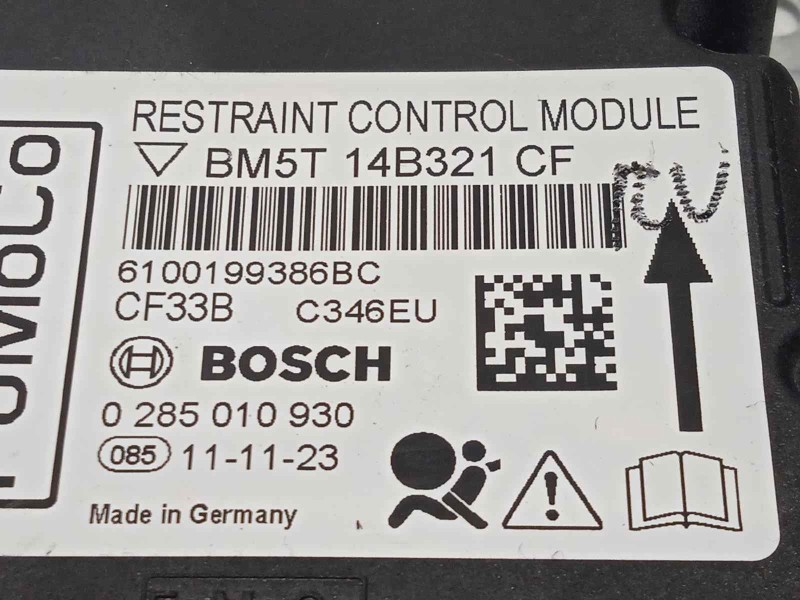 FoMoCo
RESTRAINT CONTROL MODULE
BM5T 14B321 CF
6100199386BC
CF33B C346EU
BOSCH
0 285 010 930
085 11-11-23
Made in Germany